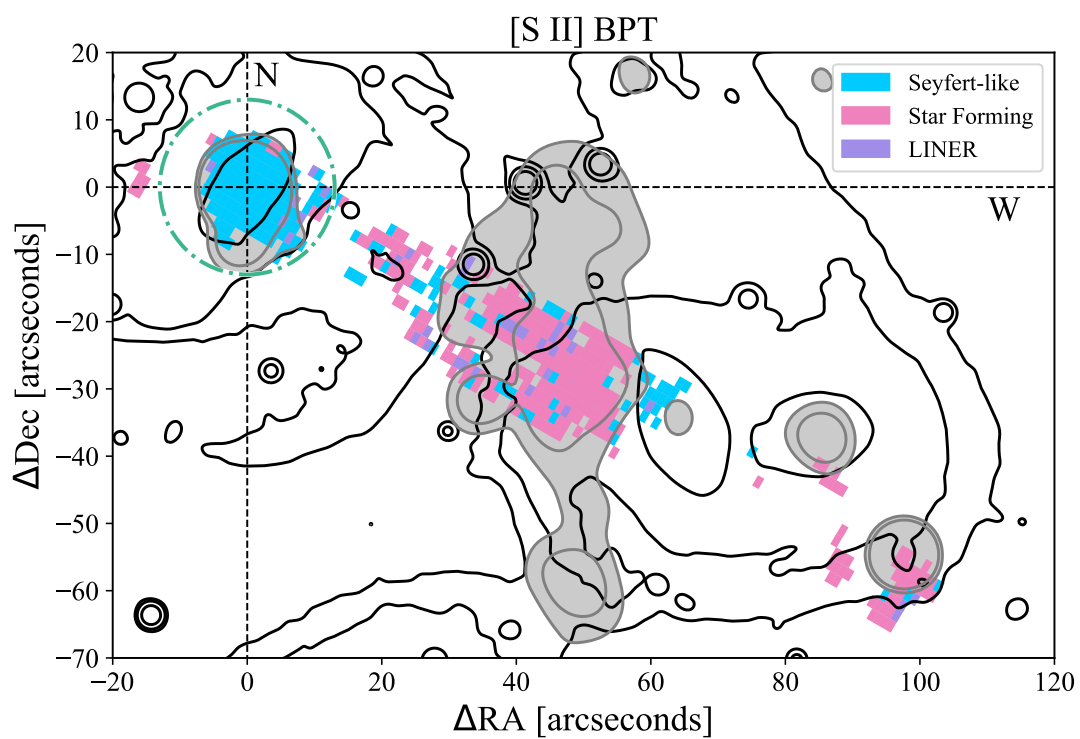 [S II] BPT
N
W
Seyfert-like
Star Forming
LINER
20
10
0
−10
−20
−30
−40
−50
−60
−70
ΔDec [arcseconds]
−20
0
20
40
60
80
100
120
ΔRA [arcseconds]